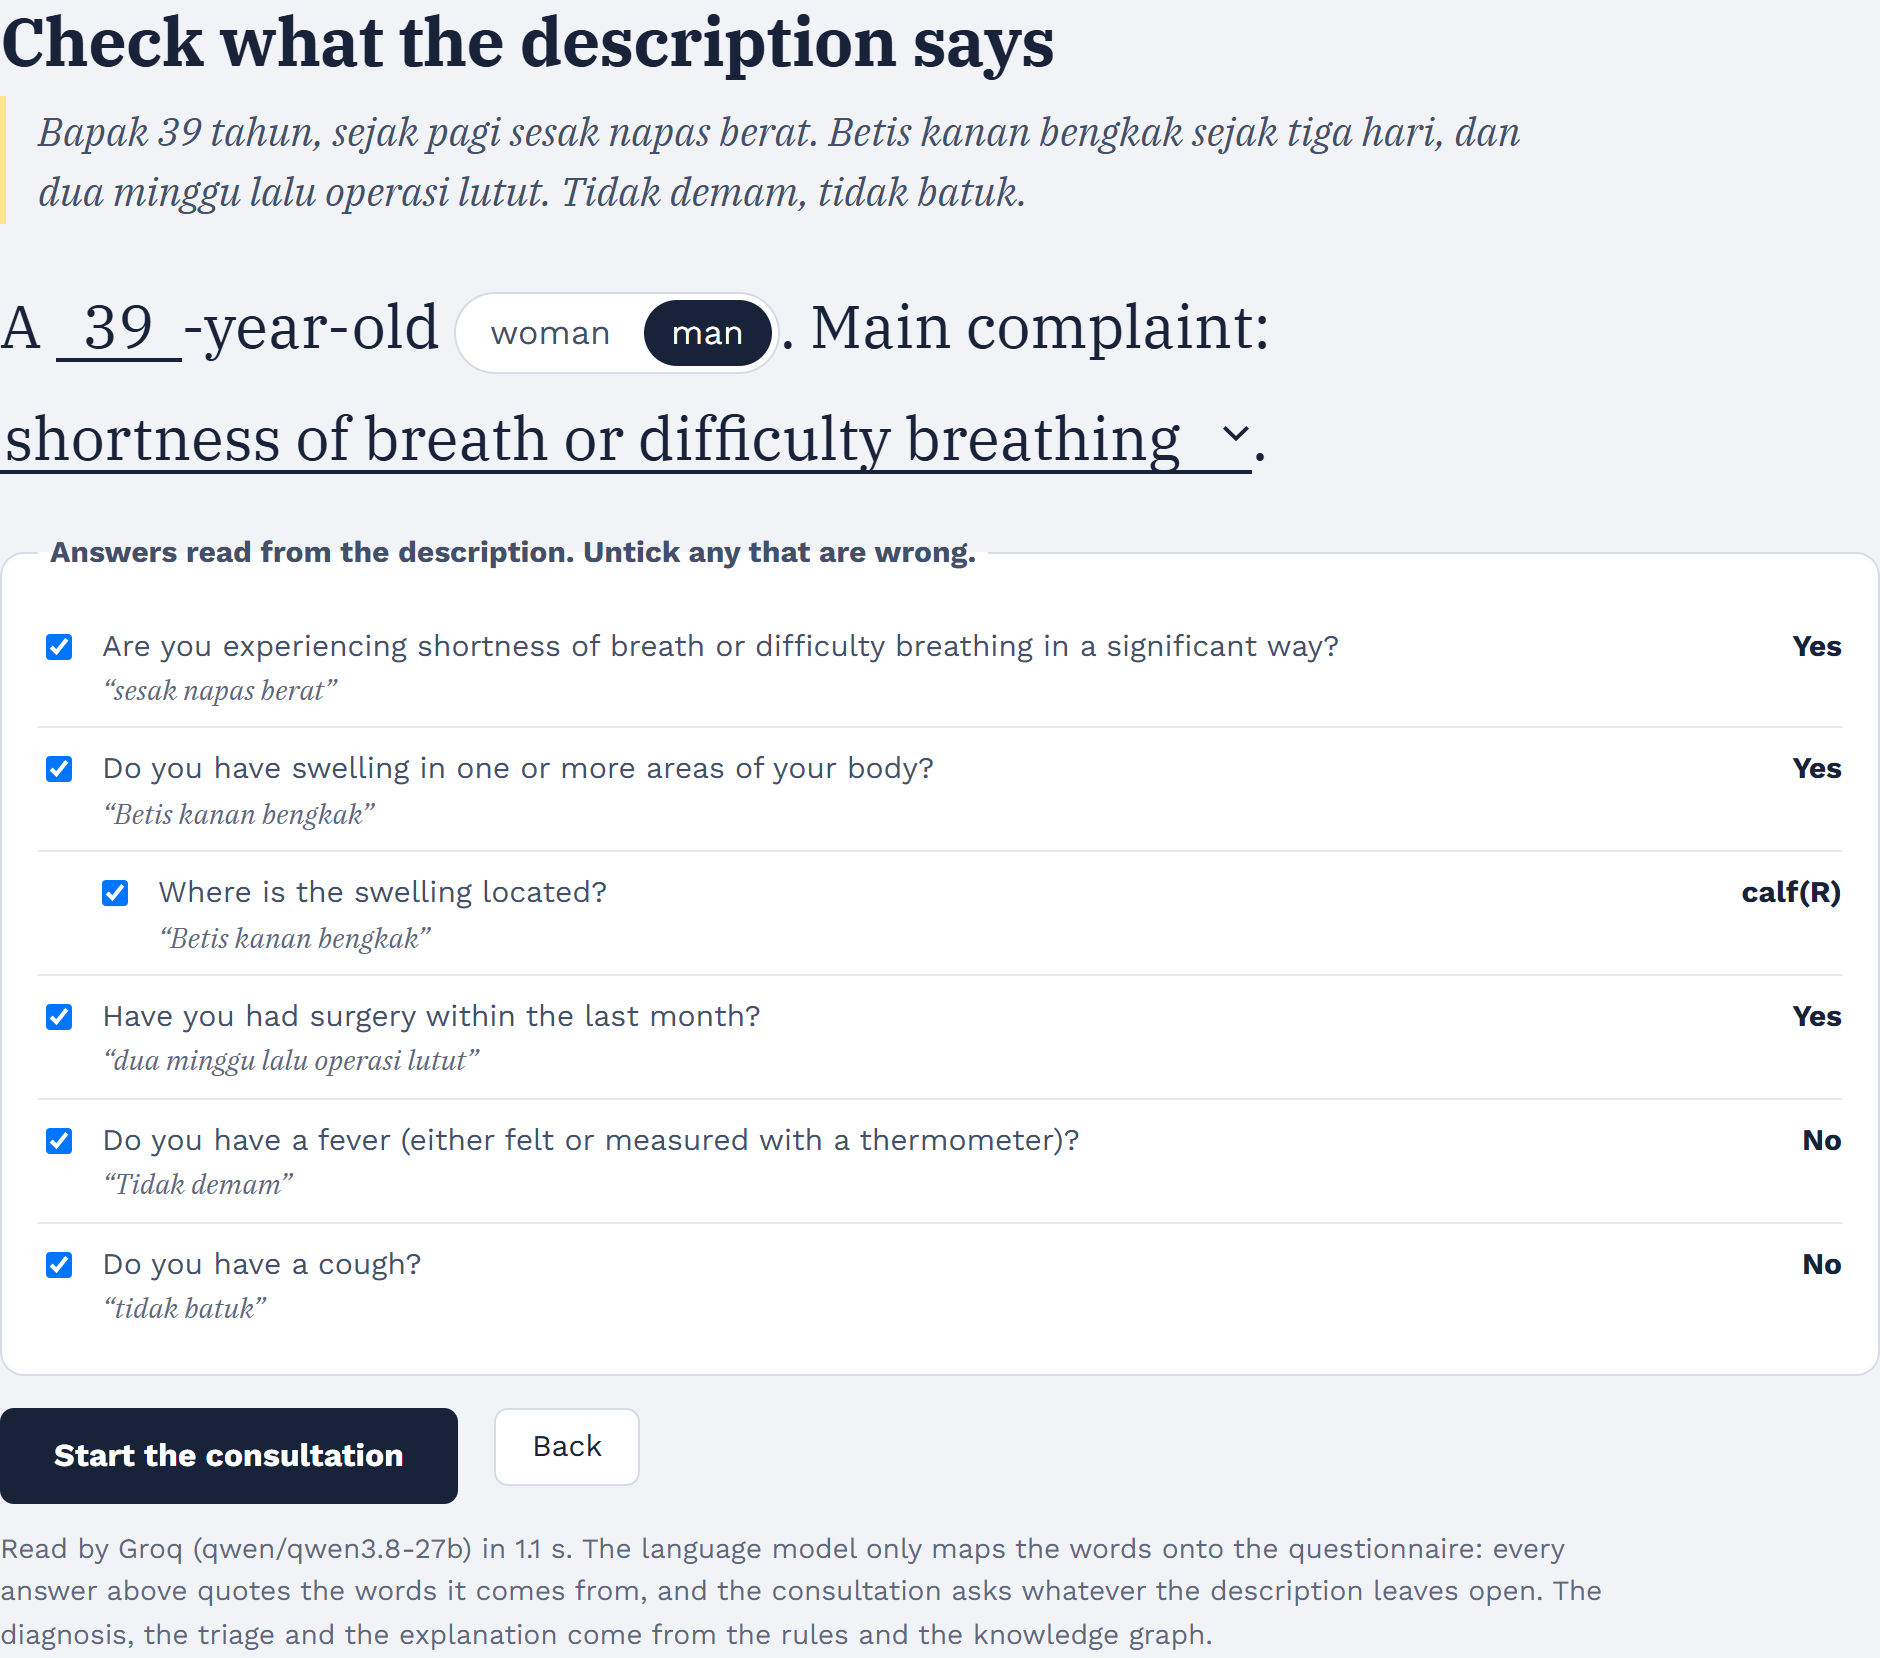 Check what the description says
Bapak 39 tahun, sejak pagi sesak napas berat. Betis kanan bengkak sejak tiga hari, dan
dua minggu lalu operasi lutut. Tidak demam, tidak batuk.
A 39 -year-old woman man . Main complaint:
shortness of breath or difficulty breathing .
Answers read from the description. Untick any that are wrong.
Are you experiencing shortness of breath or difficulty breathing in a significant way? Yes
“sesak napas berat”
Do you have swelling in one or more areas of your body? Yes
“Betis kanan bengkak”
Where is the swelling located? calf(R)
“Betis kanan bengkak”
Have you had surgery within the last month? Yes
“dua minggu lalu operasi lutut”
Do you have a fever (either felt or measured with a thermometer)? No
“Tidak demam”
Do you have a cough? No
“tidak batuk”
Start the consultation Back
Read by Groq (qwen/qwen3.8-27b) in 1.1 s. The language model only maps the words onto the questionnaire: every
answer above quotes the words it comes from, and the consultation asks whatever the description leaves open. The
diagnosis, the triage and the explanation come from the rules and the knowledge graph.